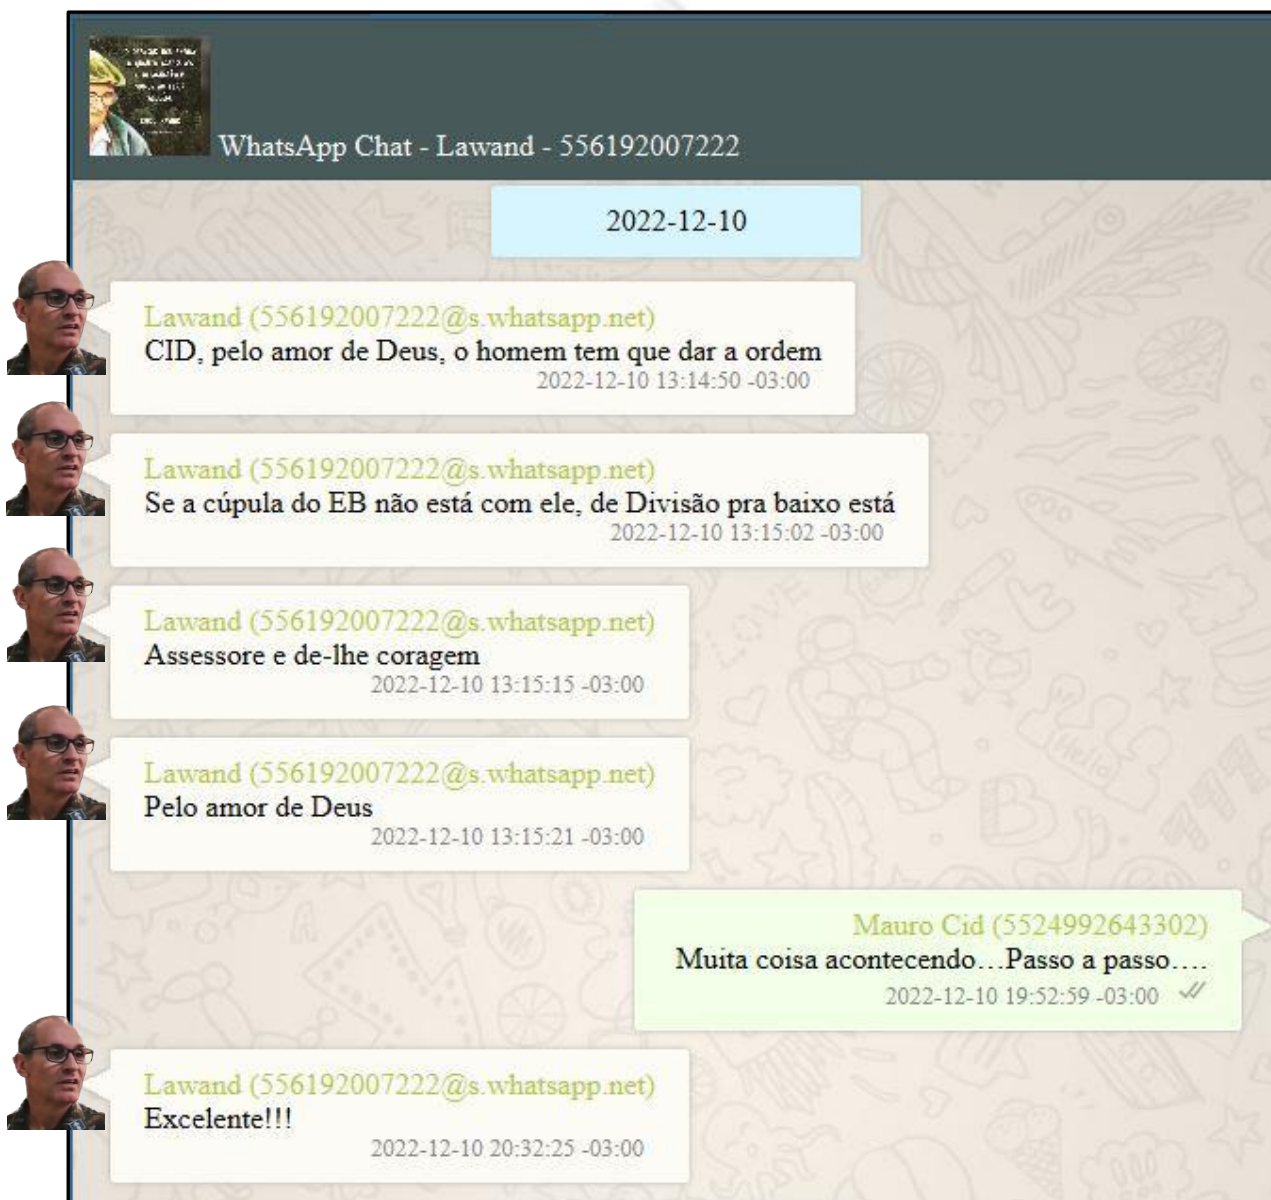 WhatsApp Chat - Lawand - 556192007222
2022-12-10
Lawand (556192007222@s.whatsapp.net)
CID, pelo amor de Deus, o homem tem que dar a ordem
2022-12-10 13:14:50 -03:00
Lawand (556192007222@s.whatsapp.net)
Se a cúpula do EB não está com ele, de Divisão pra baixo está
2022-12-10 13:15:02 -03:00
Lawand (556192007222@s.whatsapp.net)
Assessore e de-lhe coragem
2022-12-10 13:15:15 -03:00
Lawand (556192007222@s.whatsapp.net)
Pelo amor de Deus
2022-12-10 13:15:21 -03:00
Mauro Cid (5524992643302)
Muita coisa acontecendo...Passo a passo....
2022-12-10 19:52:59 -03:00
Lawand (556192007222@s.whatsapp.net)
Excelente!!!
2022-12-10 20:32:25 -03:00